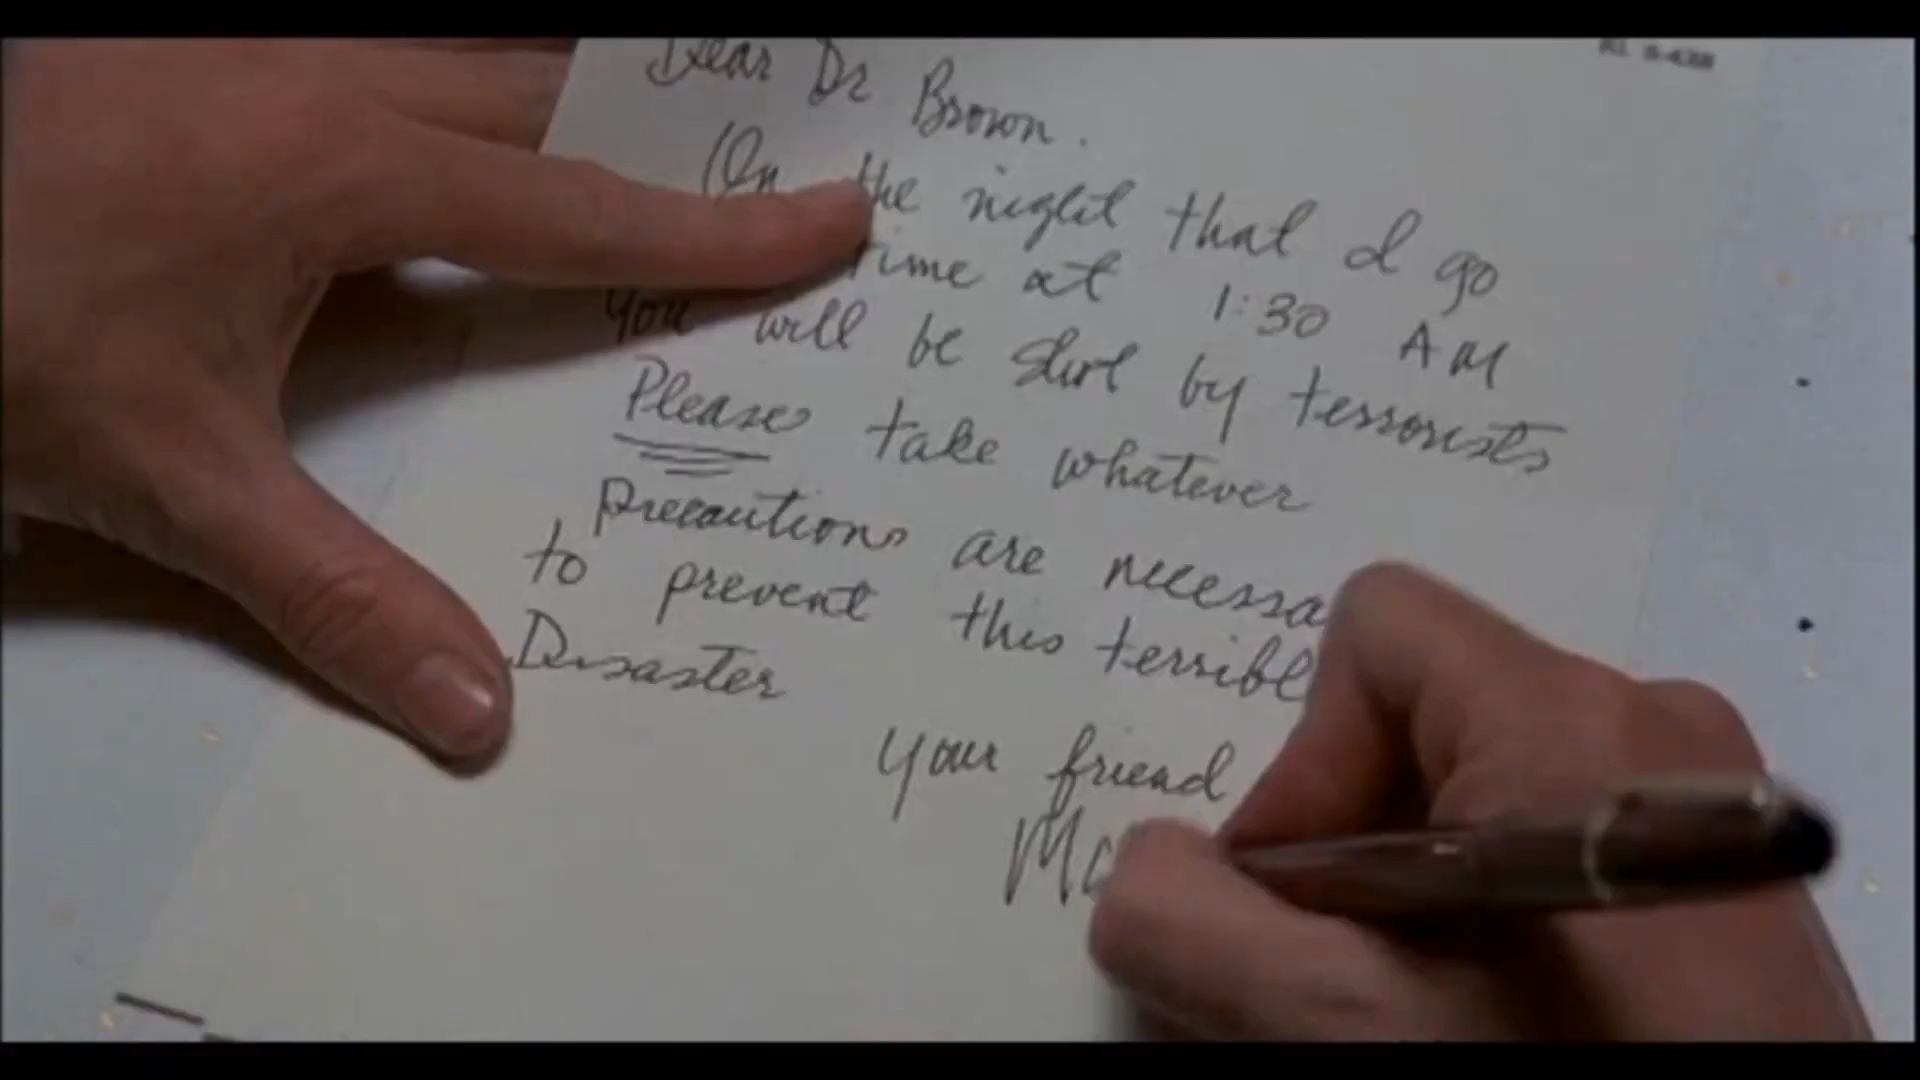 Dear Dr Brown.
On the night that I go
time at 1:30 AM
you will be shot by terrorists
Please take whatever
precautions are necessa
to prevent this terribl
Disaster
your friend
Ma